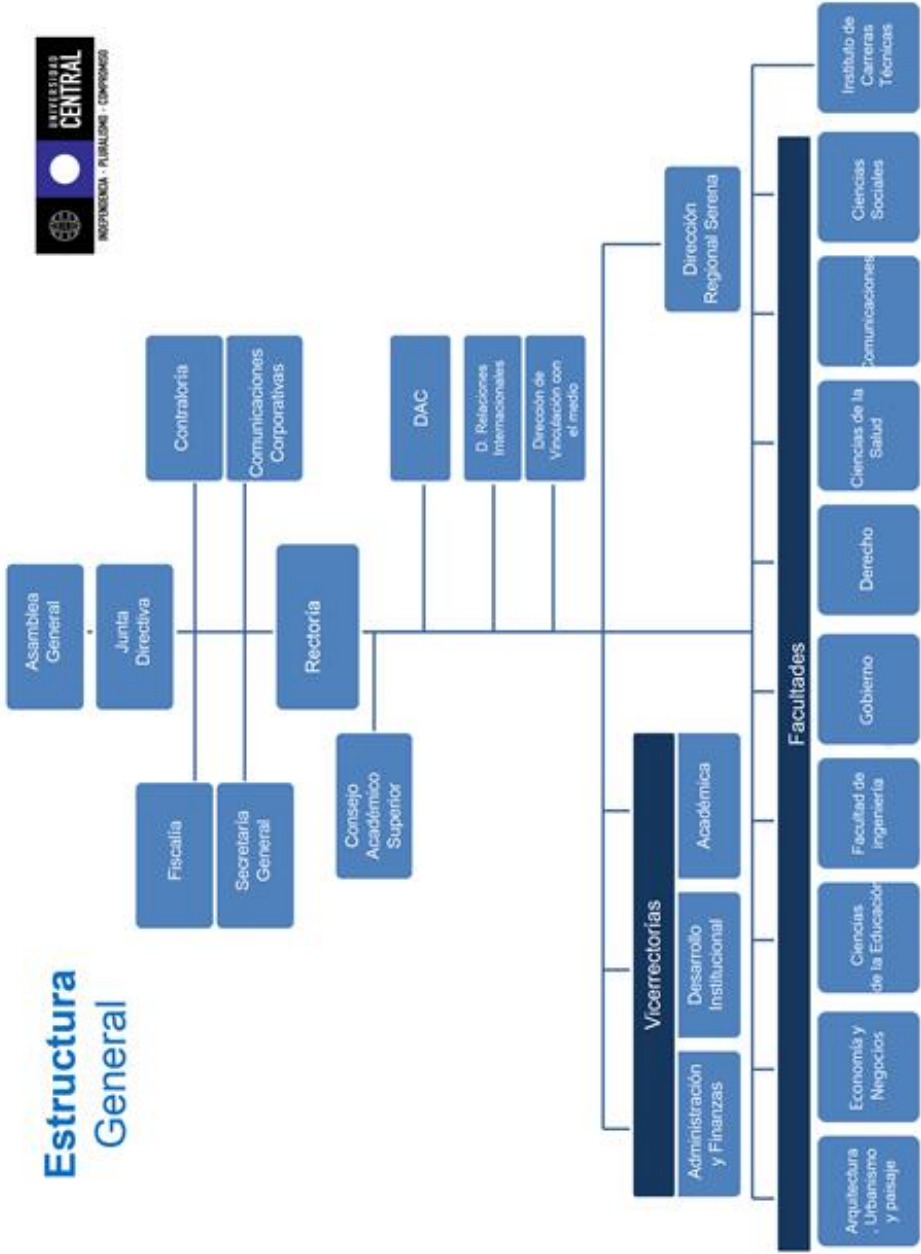 Estructura
General
UNIVERSIDAD
CENTRAL
INDEPENDENCIA - PLURALISMO - COMPROMISO
Asamblea
General
Junta
Directiva
Fiscalía
Contraloría
Secretaría
General
Comunicaciones
Corporativas
Rectoría
Consejo
Académico
Superior
DAC
D. Relaciones
Internacionales
Dirección de
Vinculación con
el medio
Vicerrectorías
Administración
y Finanzas
Desarrollo
Institucional
Académica
Dirección
Regional Serena
Facultades
Arquitectura
, Urbanismo
y paisaje
Economía y
Negocios
Ciencias
de la Educación
Facultad de
ingeniería
Gobierno
Derecho
Ciencias de la
Salud
Comunicaciones
Ciencias
Sociales
Instituto de
Carreras
Técnicas